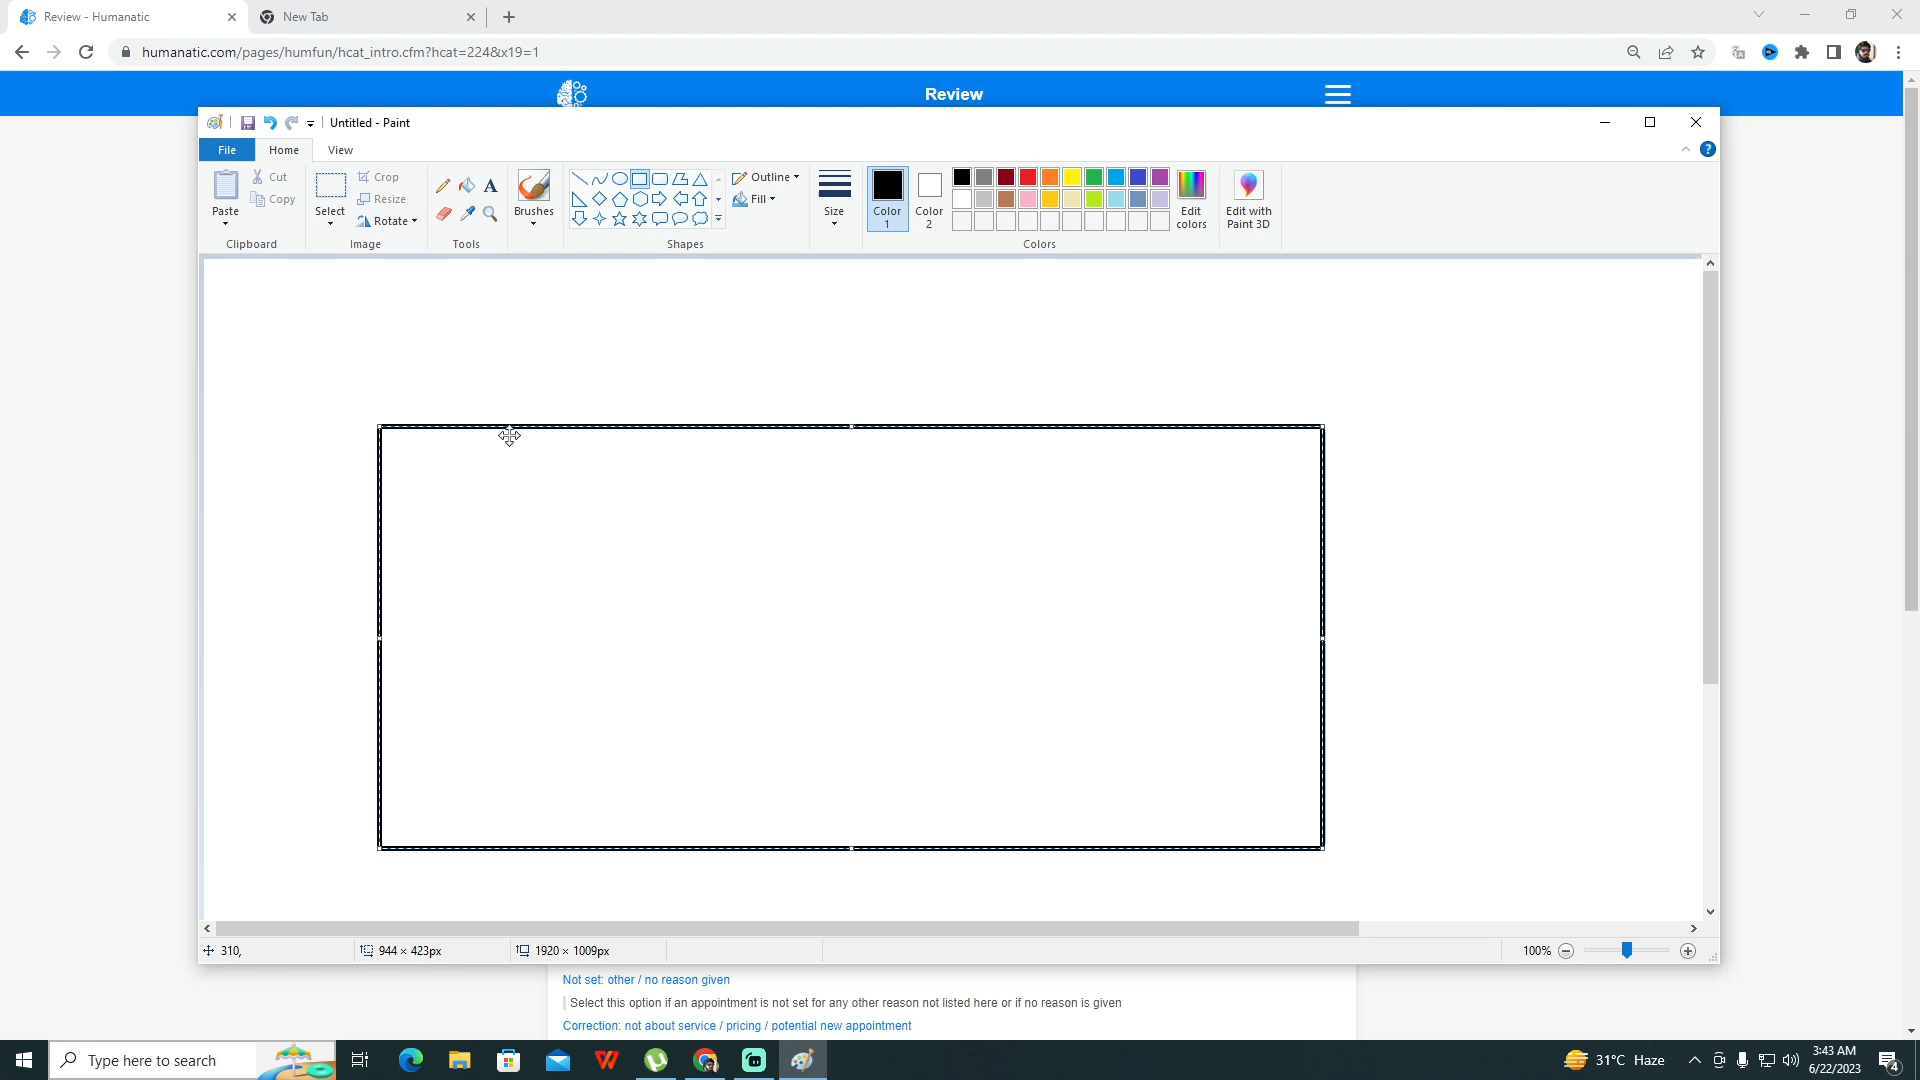 Review - Humanatic
New Tab
humanatic.com/pages/humfun/hcat_intro.cfm?hcat=224&x19=1
Review
Untitled - Paint
File
Home
View
Paste
Cut
Copy
Clipboard
Select
Crop
Resize
Rotate
Image
Tools
Brushes
Shapes
Outline
Fill
Size
Color 1
Color 2
Edit colors
Colors
Edit with Paint 3D
310,
944 × 423px
1920 × 1009px
100%
Not set: other / no reason given
Select this option if an appointment is not set for any other reason not listed here or if no reason is given
Correction: not about service / pricing / potential new appointment
Type here to search
31°C Haze
3:43 AM
6/22/2023
4